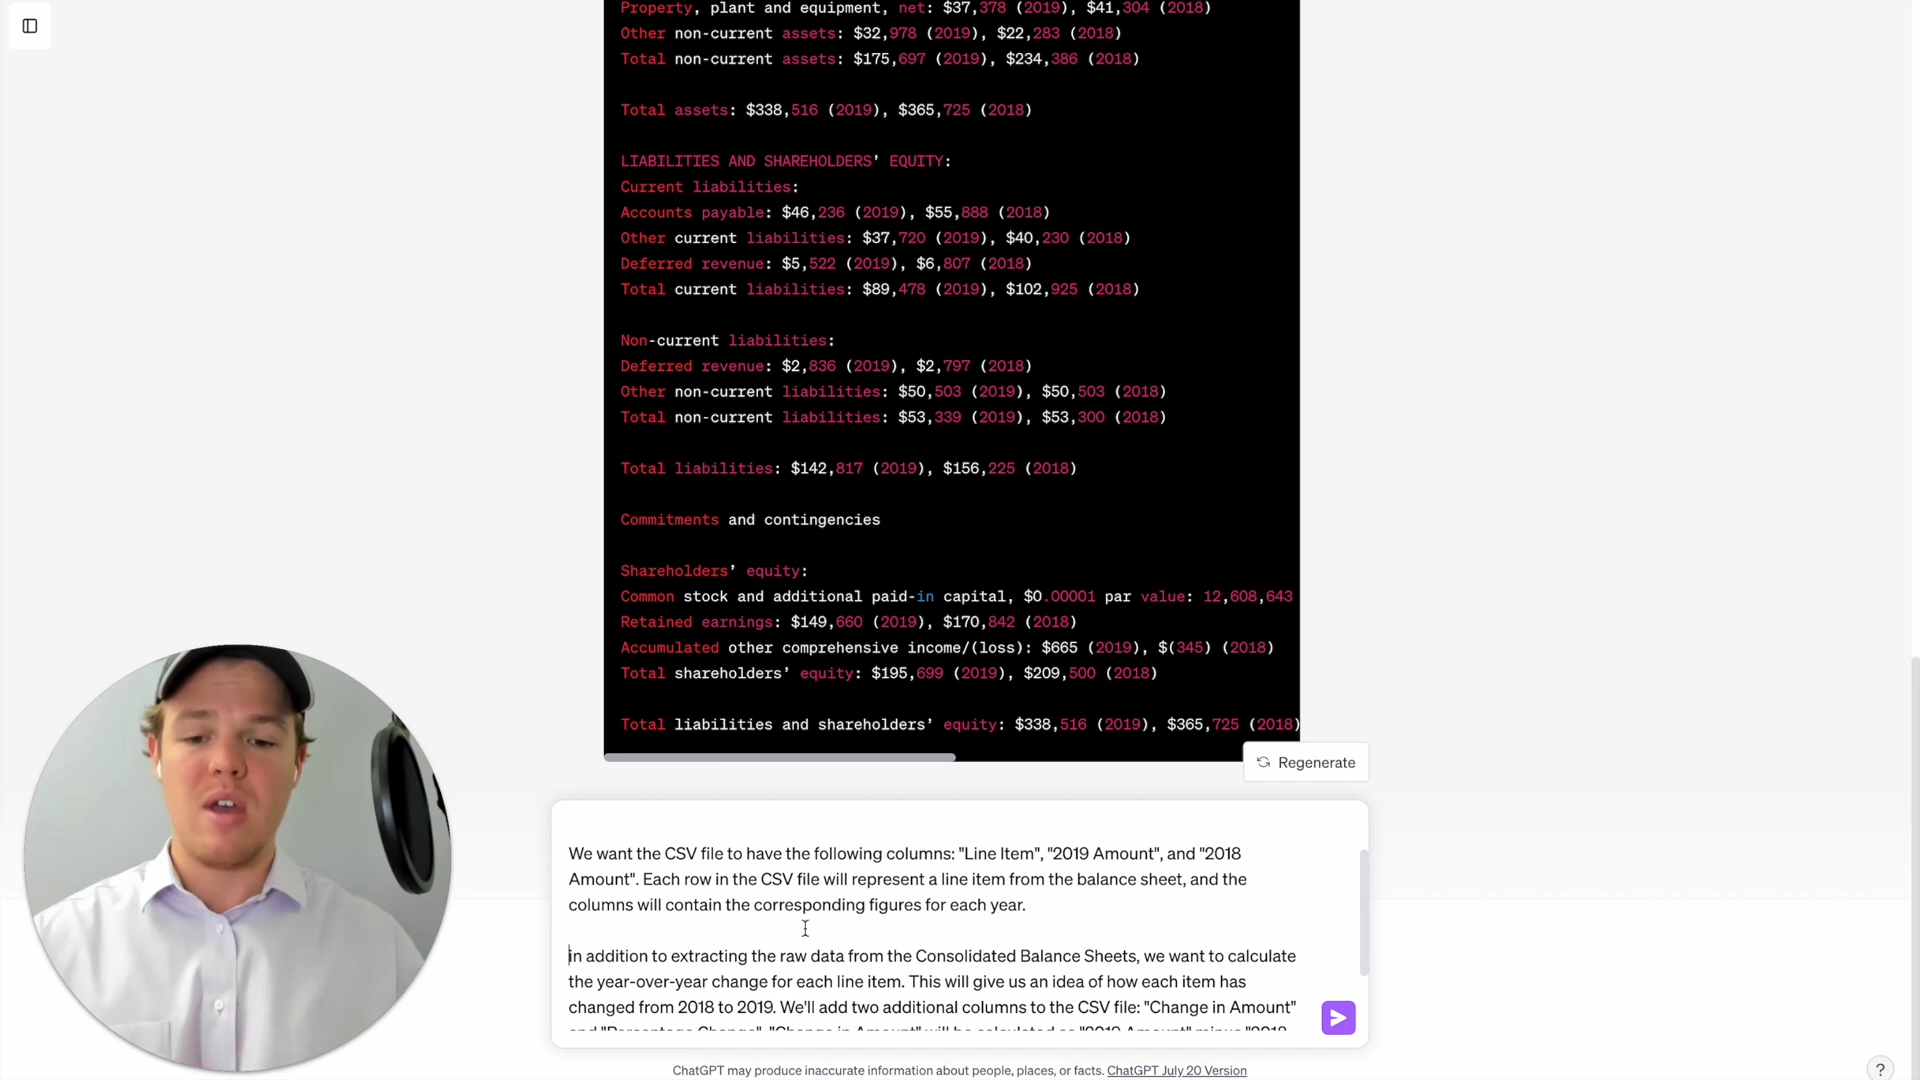 Property, plant and equipment, net: $37,378 (2019), $41,304 (2018)
Other non-current assets: $32,978 (2019), $22,283 (2018)
Total non-current assets: $175,697 (2019), $234,386 (2018)
Total assets: $338,516 (2019), $365,725 (2018)
LIABILITIES AND SHAREHOLDERS’ EQUITY:
Current liabilities:
Accounts payable: $46,236 (2019), $55,888 (2018)
Other current liabilities: $37,720 (2019), $40,230 (2018)
Deferred revenue: $5,522 (2019), $6,807 (2018)
Total current liabilities: $89,478 (2019), $102,925 (2018)
Non-current liabilities:
Deferred revenue: $2,836 (2019), $2,797 (2018)
Other non-current liabilities: $50,503 (2019), $50,503 (2018)
Total non-current liabilities: $53,339 (2019), $53,300 (2018)
Total liabilities: $142,817 (2019), $156,225 (2018)
Commitments and contingencies
Shareholders’ equity:
Common stock and additional paid-in capital, $0.00001 par value: 12,608,643
Retained earnings: $149,660 (2019), $170,842 (2018)
Accumulated other comprehensive income/(loss): $665 (2019), $(345) (2018)
Total shareholders’ equity: $195,699 (2019), $209,500 (2018)
Total liabilities and shareholders’ equity: $338,516 (2019), $365,725 (2018)
Regenerate
We want the CSV file to have the following columns: "Line Item", "2019 Amount", and "2018
Amount". Each row in the CSV file will represent a line item from the balance sheet, and the
columns will contain the corresponding figures for each year.
in addition to extracting the raw data from the Consolidated Balance Sheets, we want to calculate
the year-over-year change for each line item. This will give us an idea of how each item has
changed from 2018 to 2019. We'll add two additional columns to the CSV file: "Change in Amount"
and "Percentage Change". "Change in Amount" will be calculated as "2019 Amount" minus "2018
ChatGPT may produce inaccurate information about people, places, or facts. ChatGPT July 20 Version
?